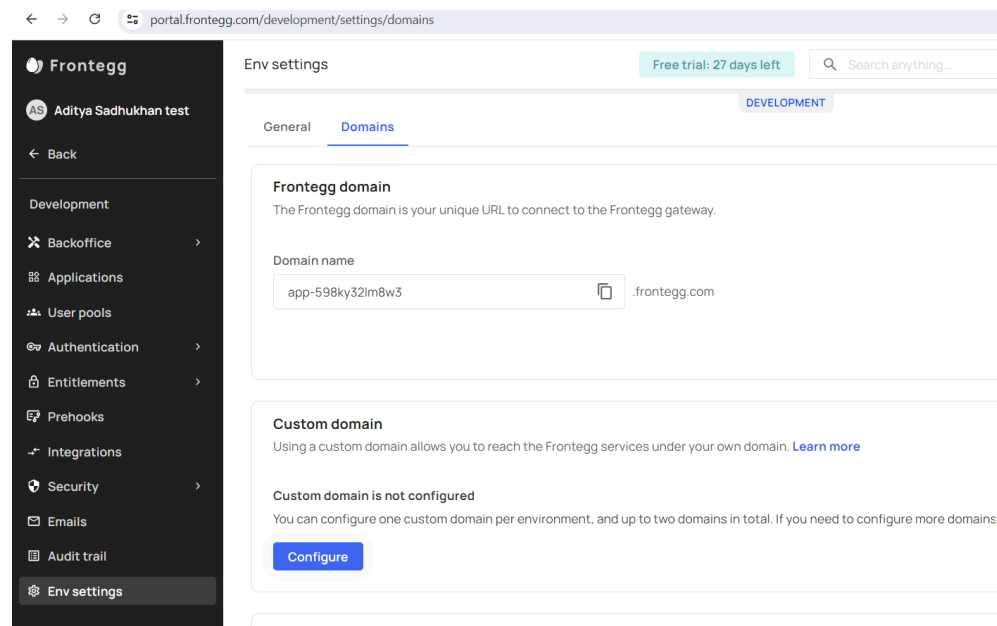 portal.frontegg.com/development/settings/domains
Frontegg
Env settings
Free trial: 27 days left
Search anything...
DEVELOPMENT
AS Aditya Sadhukhan test
Back
Development
Backoffice
Applications
User pools
Authentication
Entitlements
Prehooks
Integrations
Security
Emails
Audit trail
Env settings
General Domains
Frontegg domain
The Frontegg domain is your unique URL to connect to the Frontegg gateway.
Domain name
app-598ky32lm8w3 .frontegg.com
Custom domain
Using a custom domain allows you to reach the Frontegg services under your own domain. Learn more
Custom domain is not configured
You can configure one custom domain per environment, and up to two domains in total. If you need to configure more domains
Configure